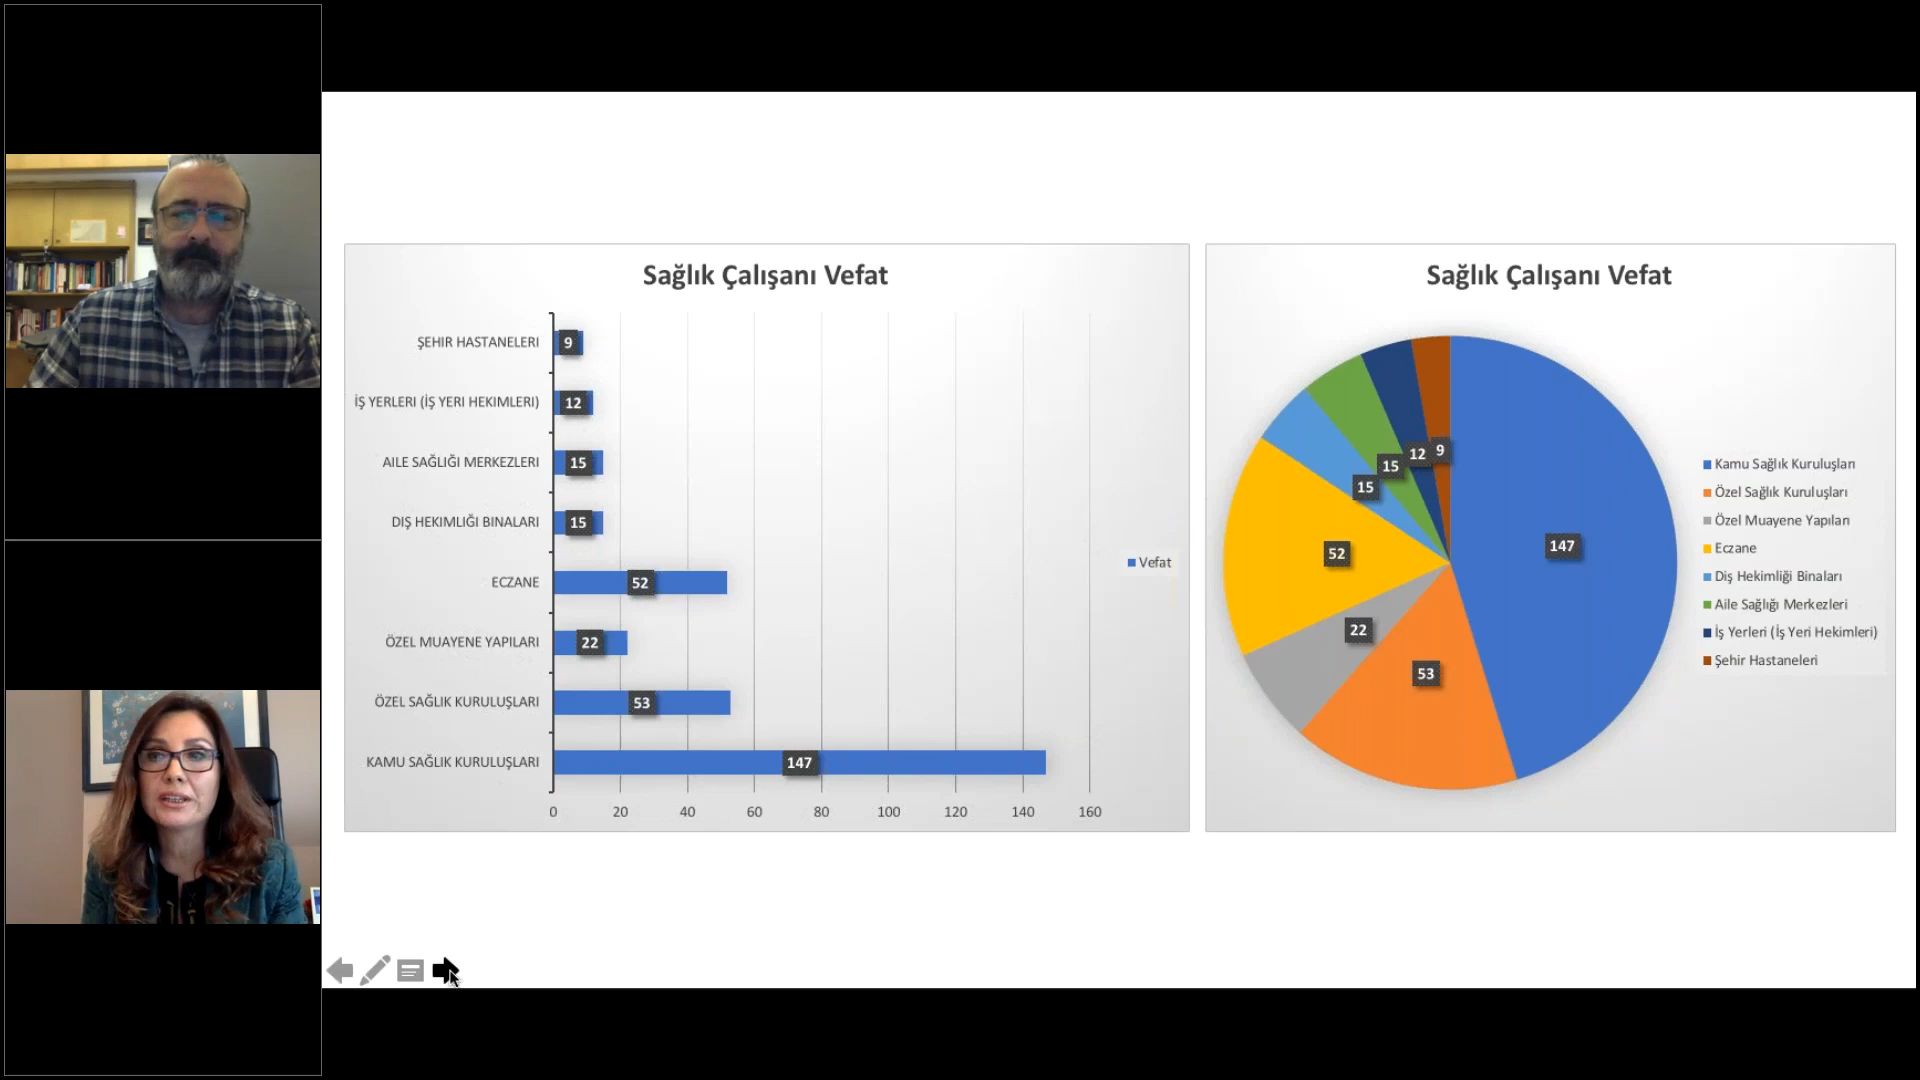 Sağlık Çalışanı Vefat
ŞEHIR HASTANELERI
9
İŞ YERLERI (İŞ YERI HEKIMLERI)
12
AILE SAĞLIĞI MERKEZLERI
15
DIŞ HEKIMLIĞI BINALARI
15
ECZANE
52
ÖZEL MUAYENE YAPILARI
22
ÖZEL SAĞLIK KURULUŞLARI
53
KAMU SAĞLIK KURULUŞLARI
147
0 20 40 60 80 100 120 140 160
Vefat
Sağlık Çalışanı Vefat
147
53
22
52
15
15
12
9
Kamu Sağlık Kuruluşları
Özel Sağlık Kuruluşları
Özel Muayene Yapıları
Eczane
Diş Hekimliği Binaları
Aile Sağlığı Merkezleri
İş Yerleri (İş Yeri Hekimleri)
Şehir Hastaneleri